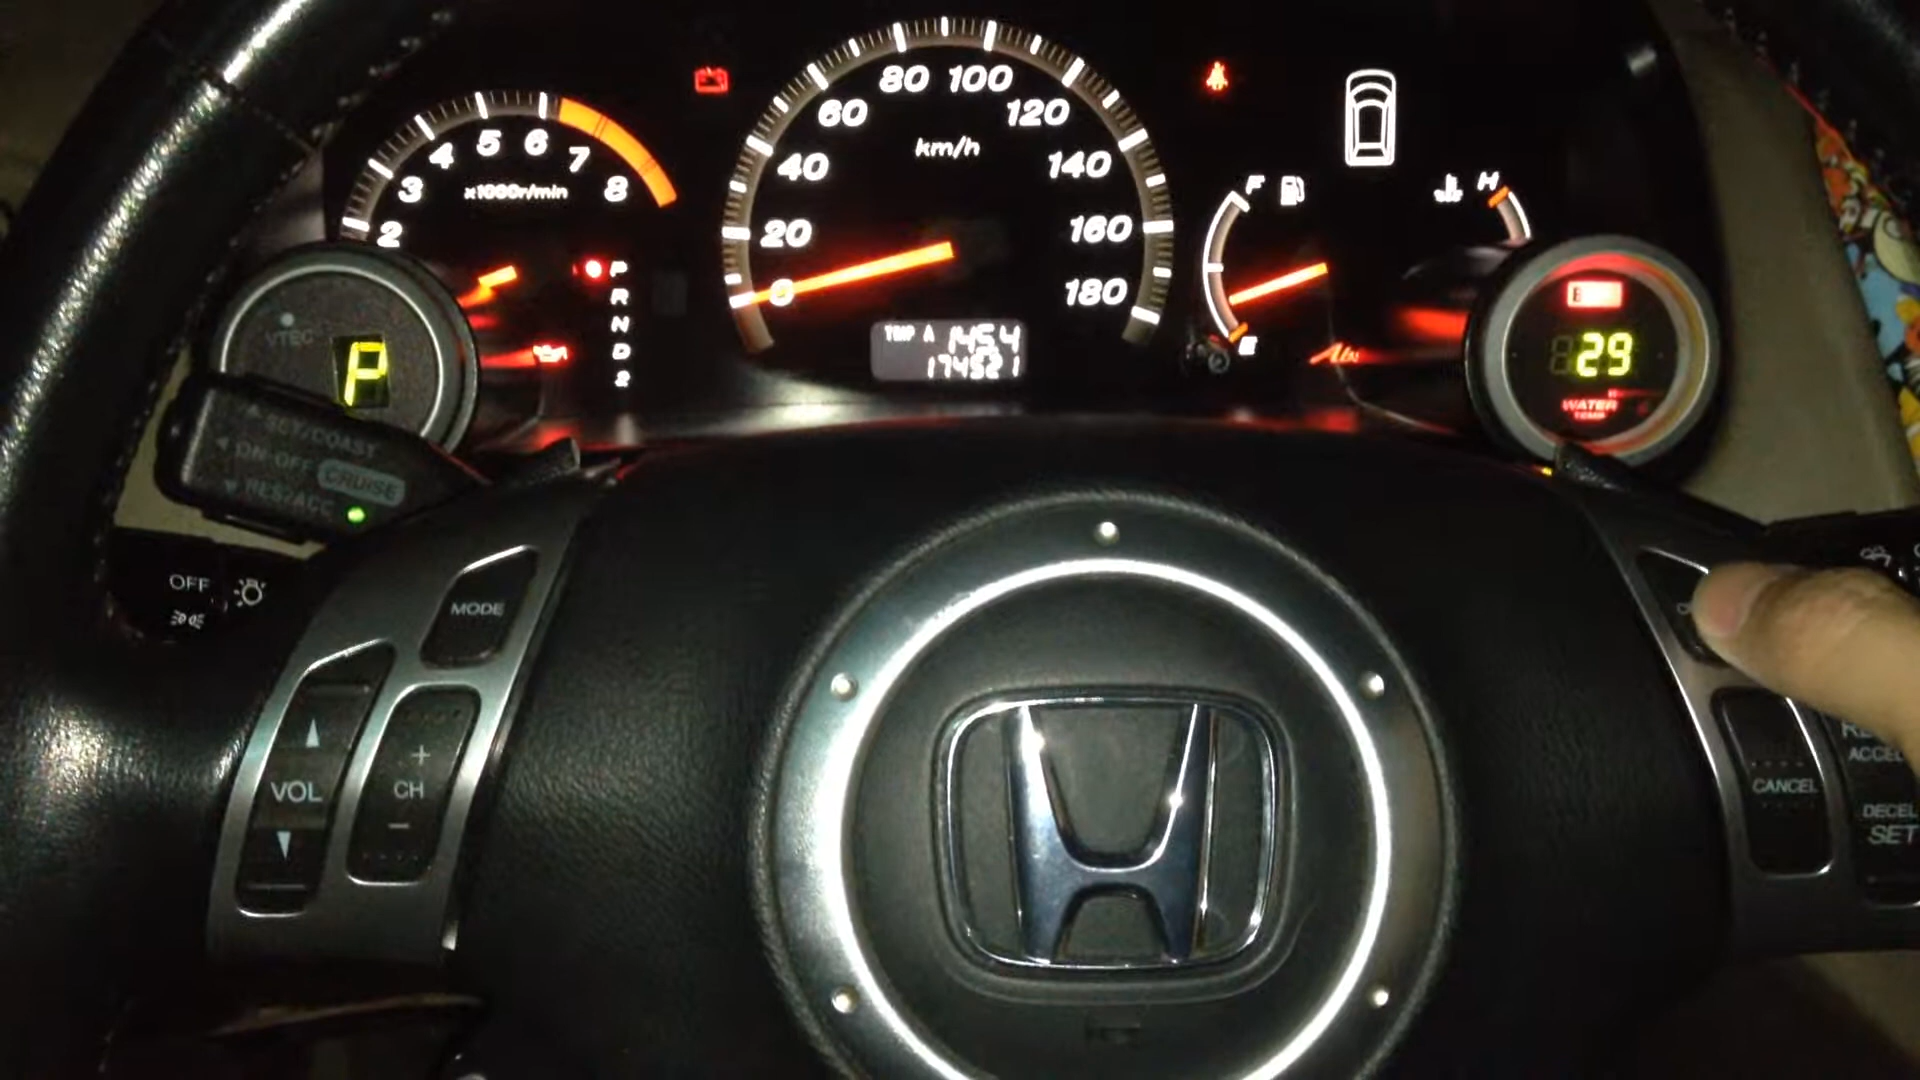 80 100
60 120
40 km/h 140
20 160
0 180
4 5 6 7
3 x1000r/min 8
2
P
R
N
D
2
F H
E
TRIP A 145.4
174521
VTEC
P
29
WATER
TEMP
SET/COAST
ON-OFF CRUISE
RES/ACC
OFF
MODE
VOL
+
CH
-
CANCEL
ACCEL
DECEL
SET